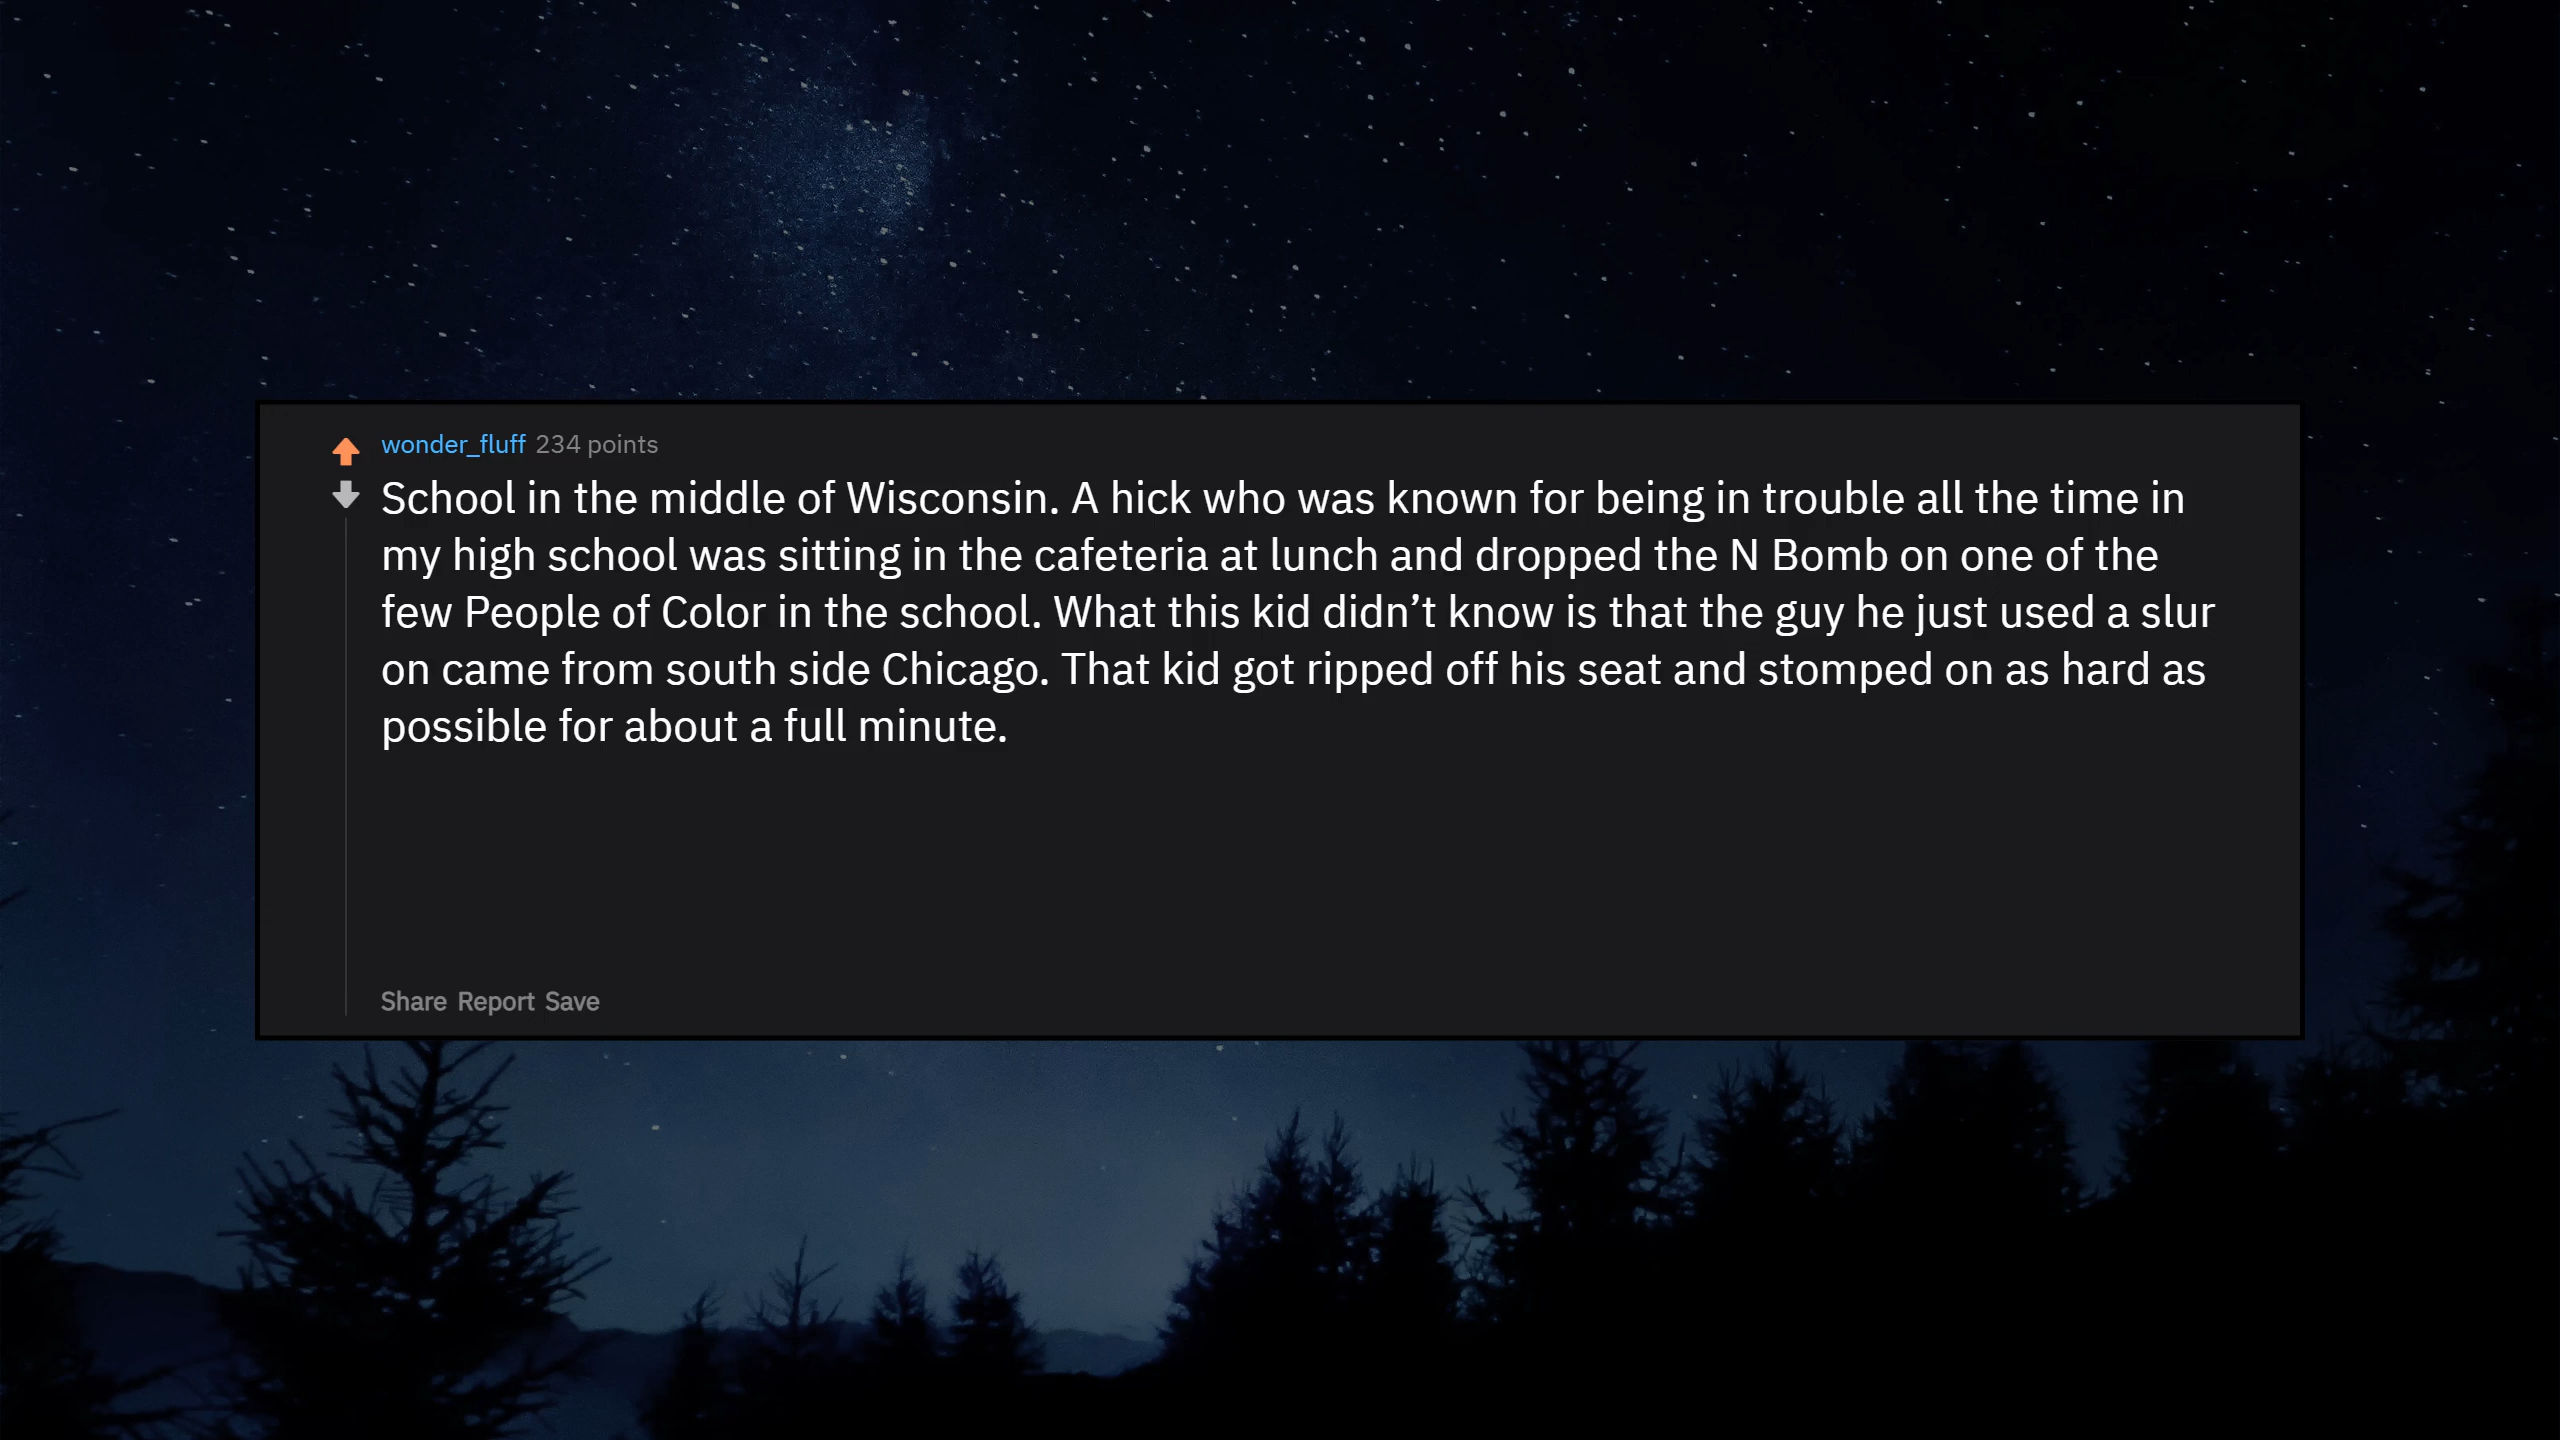 wonder_fluff 234 points
School in the middle of Wisconsin. A hick who was known for being in trouble all the time in
my high school was sitting in the cafeteria at lunch and dropped the N Bomb on one of the
few People of Color in the school. What this kid didn’t know is that the guy he just used a slur
on came from south side Chicago. That kid got ripped off his seat and stomped on as hard as
possible for about a full minute.
Share Report Save